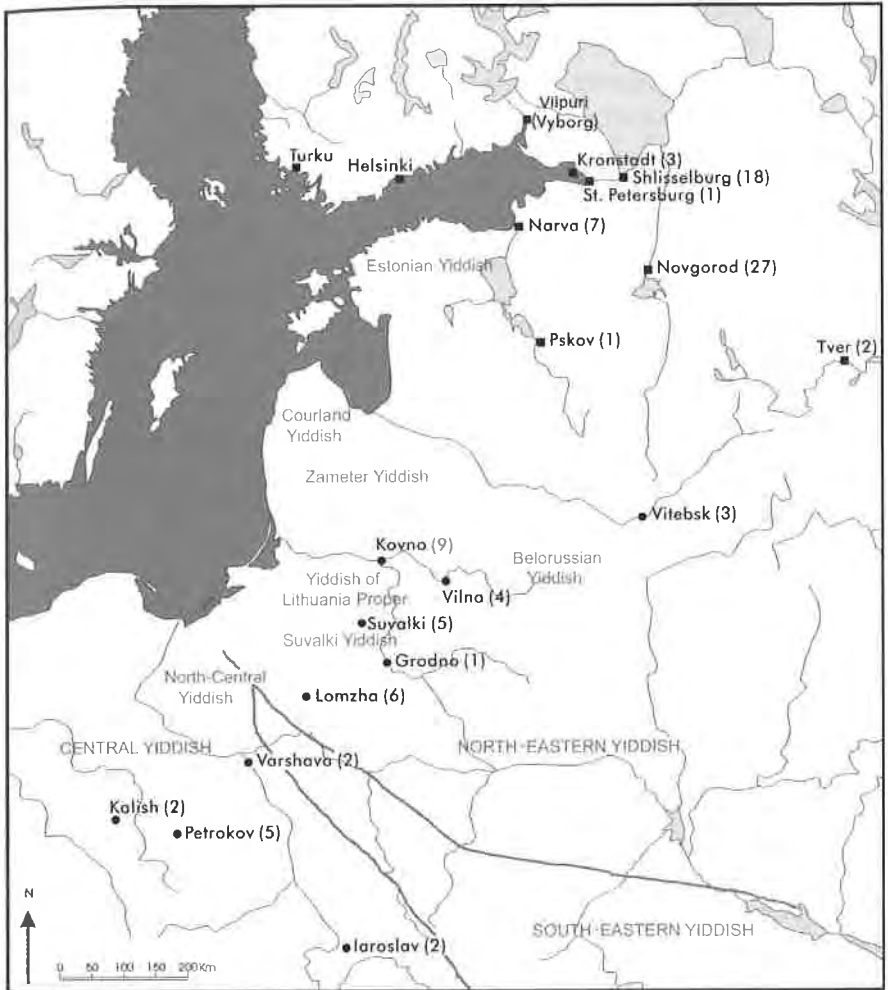 Viipuri
(Vyborg)
Turku
Helsinki
Kronstadt (3)
Shlisselburg (18)
St. Petersburg (1)
Narva (7)
Estonian Yiddish
Novgorod (27)
Pskov (1)
Tver (2)
Courland
Yiddish
Zameter Yiddish
Vitebsk (3)
Kovno (9)
Belorussian
Yiddish
Yiddish of
Lithuania Proper
Vilna (4)
Suvalki (5)
Suvalki Yiddish
Grodno (1)
North-Central
Yiddish
Lomzha (6)
CENTRAL YIDDISH
NORTH-EASTERN YIDDISH
Varshava (2)
Kalish (2)
Petrokov (5)
N
SOUTH-EASTERN YIDDISH
Iaroslav (2)
0 50 100 200 Km